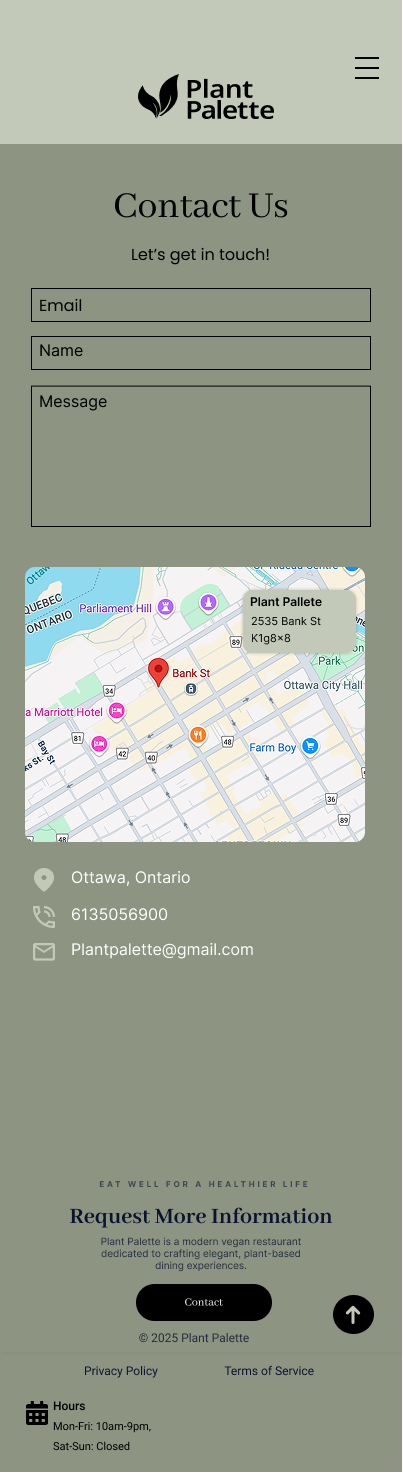 Plant
Palette
Contact Us
Let's get in touch!
Email
Name
Message
Ottawa
QUEBEC
ONTARIO
Parliament Hill
89
Plant Pallete
2535 Bank St
K1g8x8
Park
Bank St
34
Ottawa City Hall
a Marriott Hotel
81
Bay St
42
40
48
Farm Boy
ks St.
36
89
48
Ottawa, Ontario
6135056900
Plantpalette@gmail.com
EAT WELL FOR A HEALTHIER LIFE
Request More Information
Plant Palette is a modern vegan restaurant
dedicated to crafting elegant, plant-based
dining experiences.
Contact
© 2025 Plant Palette
Privacy Policy Terms of Service
Hours
Mon-Fri: 10am-9pm,
Sat-Sun: Closed